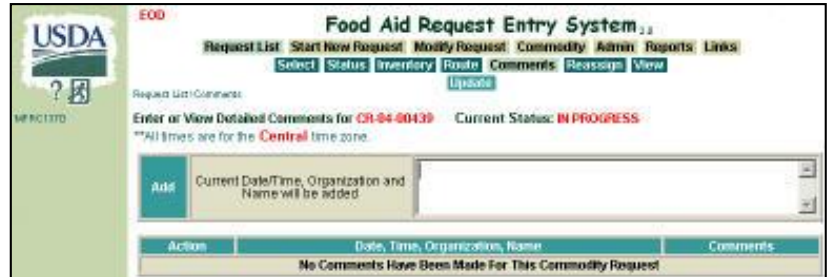 EOD
Food Aid Request Entry System
USDA
Request List Start New Request Modify Request Commodity Admin Reports Links
Select Status Inventory Route Comments Reassign View
Update
?
Request List\Comments
Enter or View Detailed Comments for CR-04-00439 Current Status: IN PROGRESS
**All times are for the Central time zone.
Add
Current Date/Time, Organization and
Name will be added
Action Date, Time, Organization, Name Comments
No Comments Have Been Made For This Commodity Request